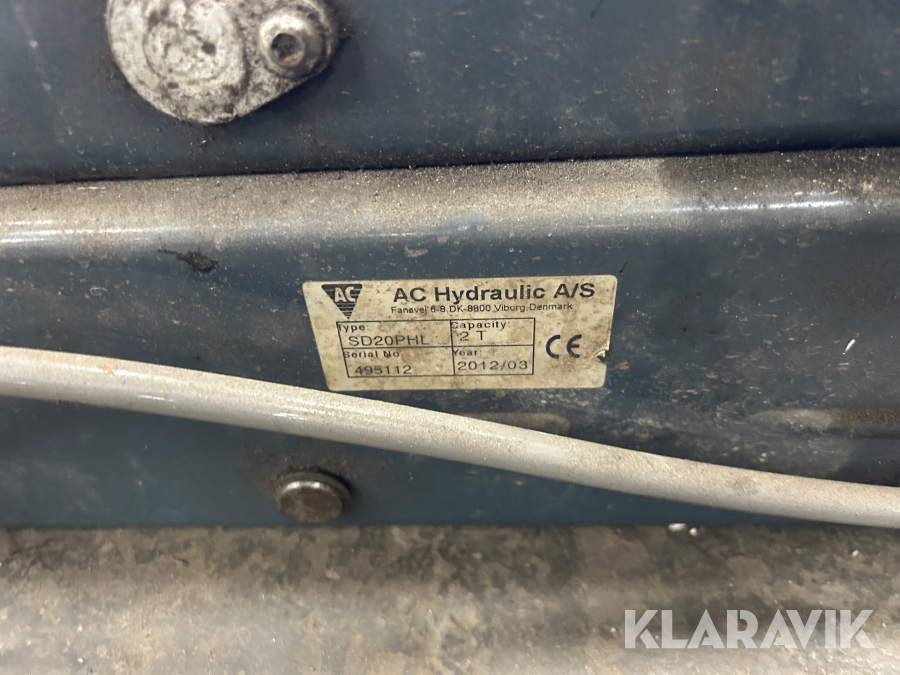 AC
AC Hydraulic A/S
Fanøvej 6-8,DK-8800 Viborg,Denmark
Type:
Capacity:
SD20PHL
2 T
Serial No.
Year
495112
2012/03
CE
KLARAVIK